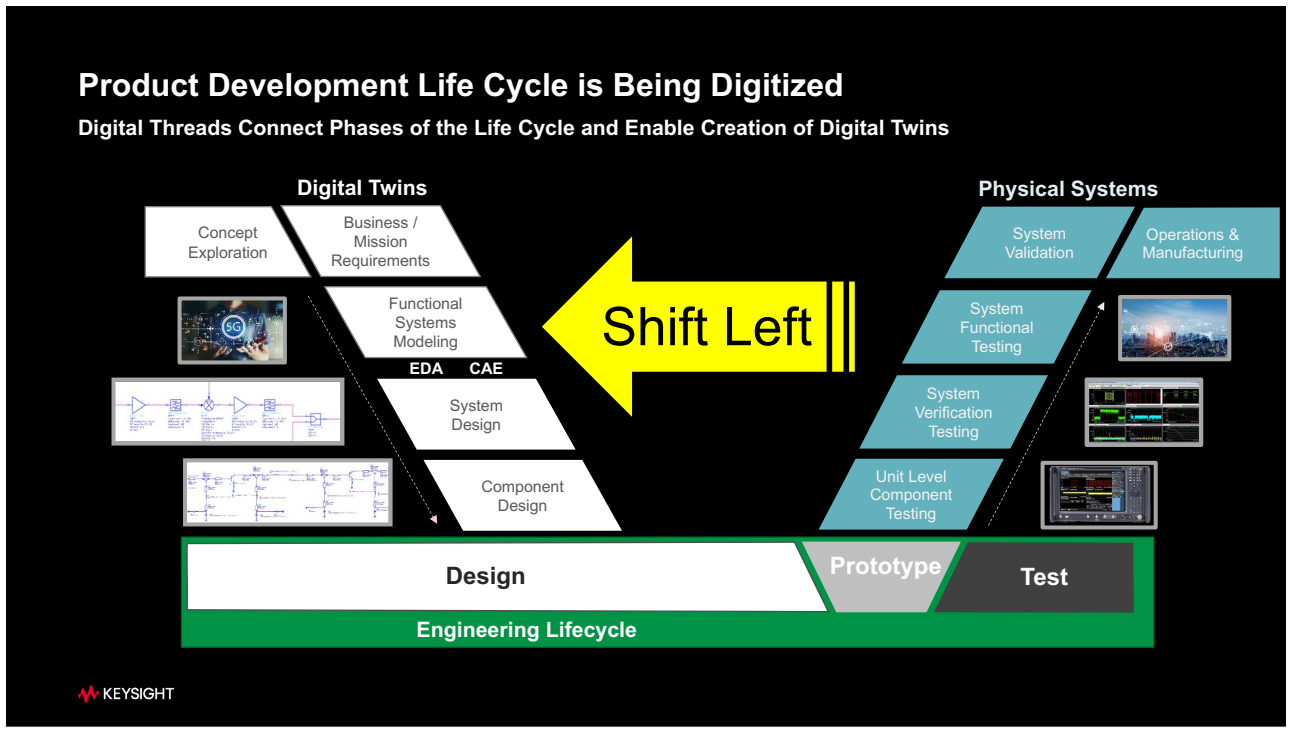 Product Development Life Cycle is Being Digitized
Digital Threads Connect Phases of the Life Cycle and Enable Creation of Digital Twins
Digital Twins
Concept
Exploration
Business /
Mission
Requirements
Functional
Systems
Modeling
EDA CAE
System
Design
Component
Design
5G
Shift Left
Physical Systems
System
Validation
Operations &
Manufacturing
System
Functional
Testing
System
Verification
Testing
Unit Level
Component
Testing
Design
Prototype
Test
Engineering Lifecycle
KEYSIGHT